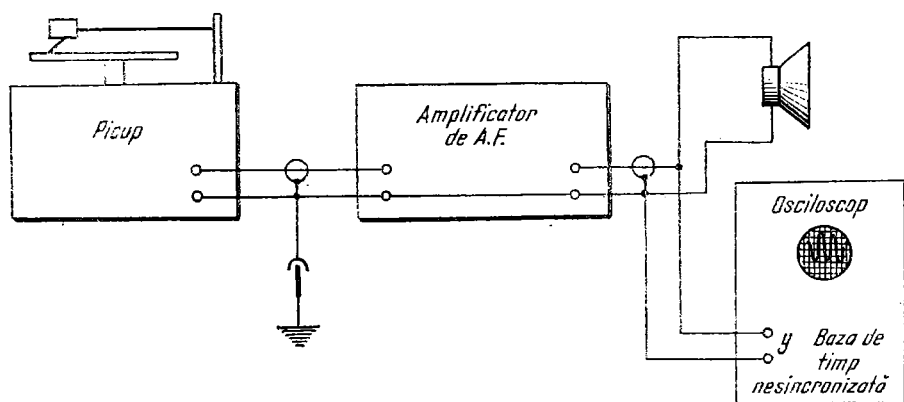 Picup
Amplificator
de A.F.
Osciloscop
y Baza de
timp
nesincronizată